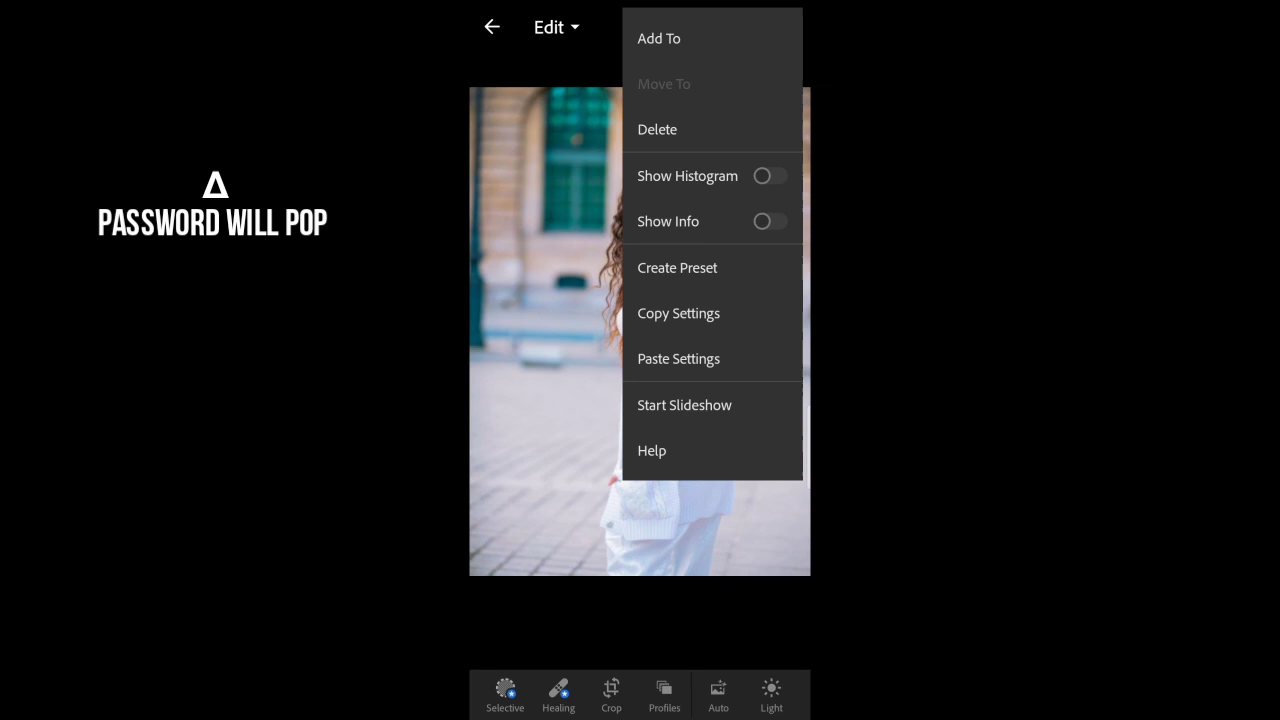 Edit
Add To
Move To
Delete
Show Histogram
Show Info
Create Preset
Copy Settings
Paste Settings
Start Slideshow
Help
PASSWORD WILL POP
Selective
Healing
Crop
Profiles
Auto
Light